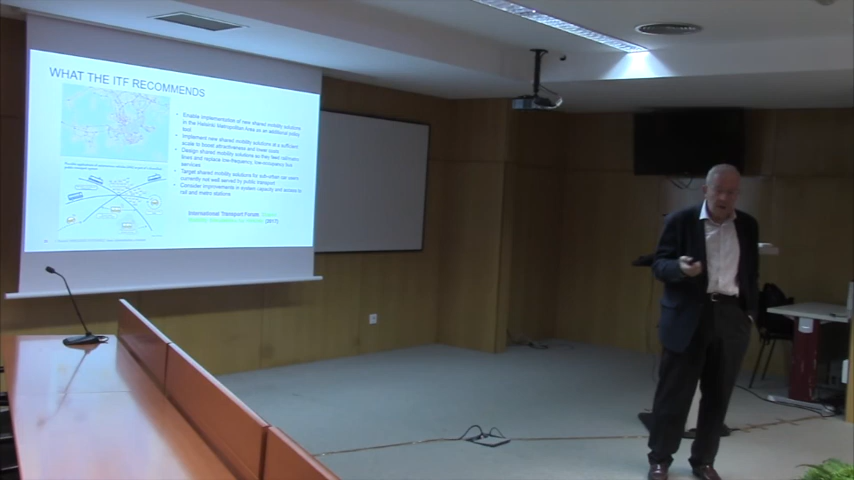 WHAT THE ITF RECOMMENDS
• Enable implementation of new shared mobility solutions
in the Helsinki Metropolitan Area as an additional policy
tool
• Implement new shared mobility solutions at a sufficient
scale to boost attractiveness and lower costs
• Design shared mobility solutions so they feed rail/metro
lines and replace low-frequency, low-occupancy bus
services
• Target shared mobility solutions for sub-urban car users
currently not well served by public transport
• Consider improvements in system capacity and access to
rail and metro stations
International Transport Forum,
(2017)